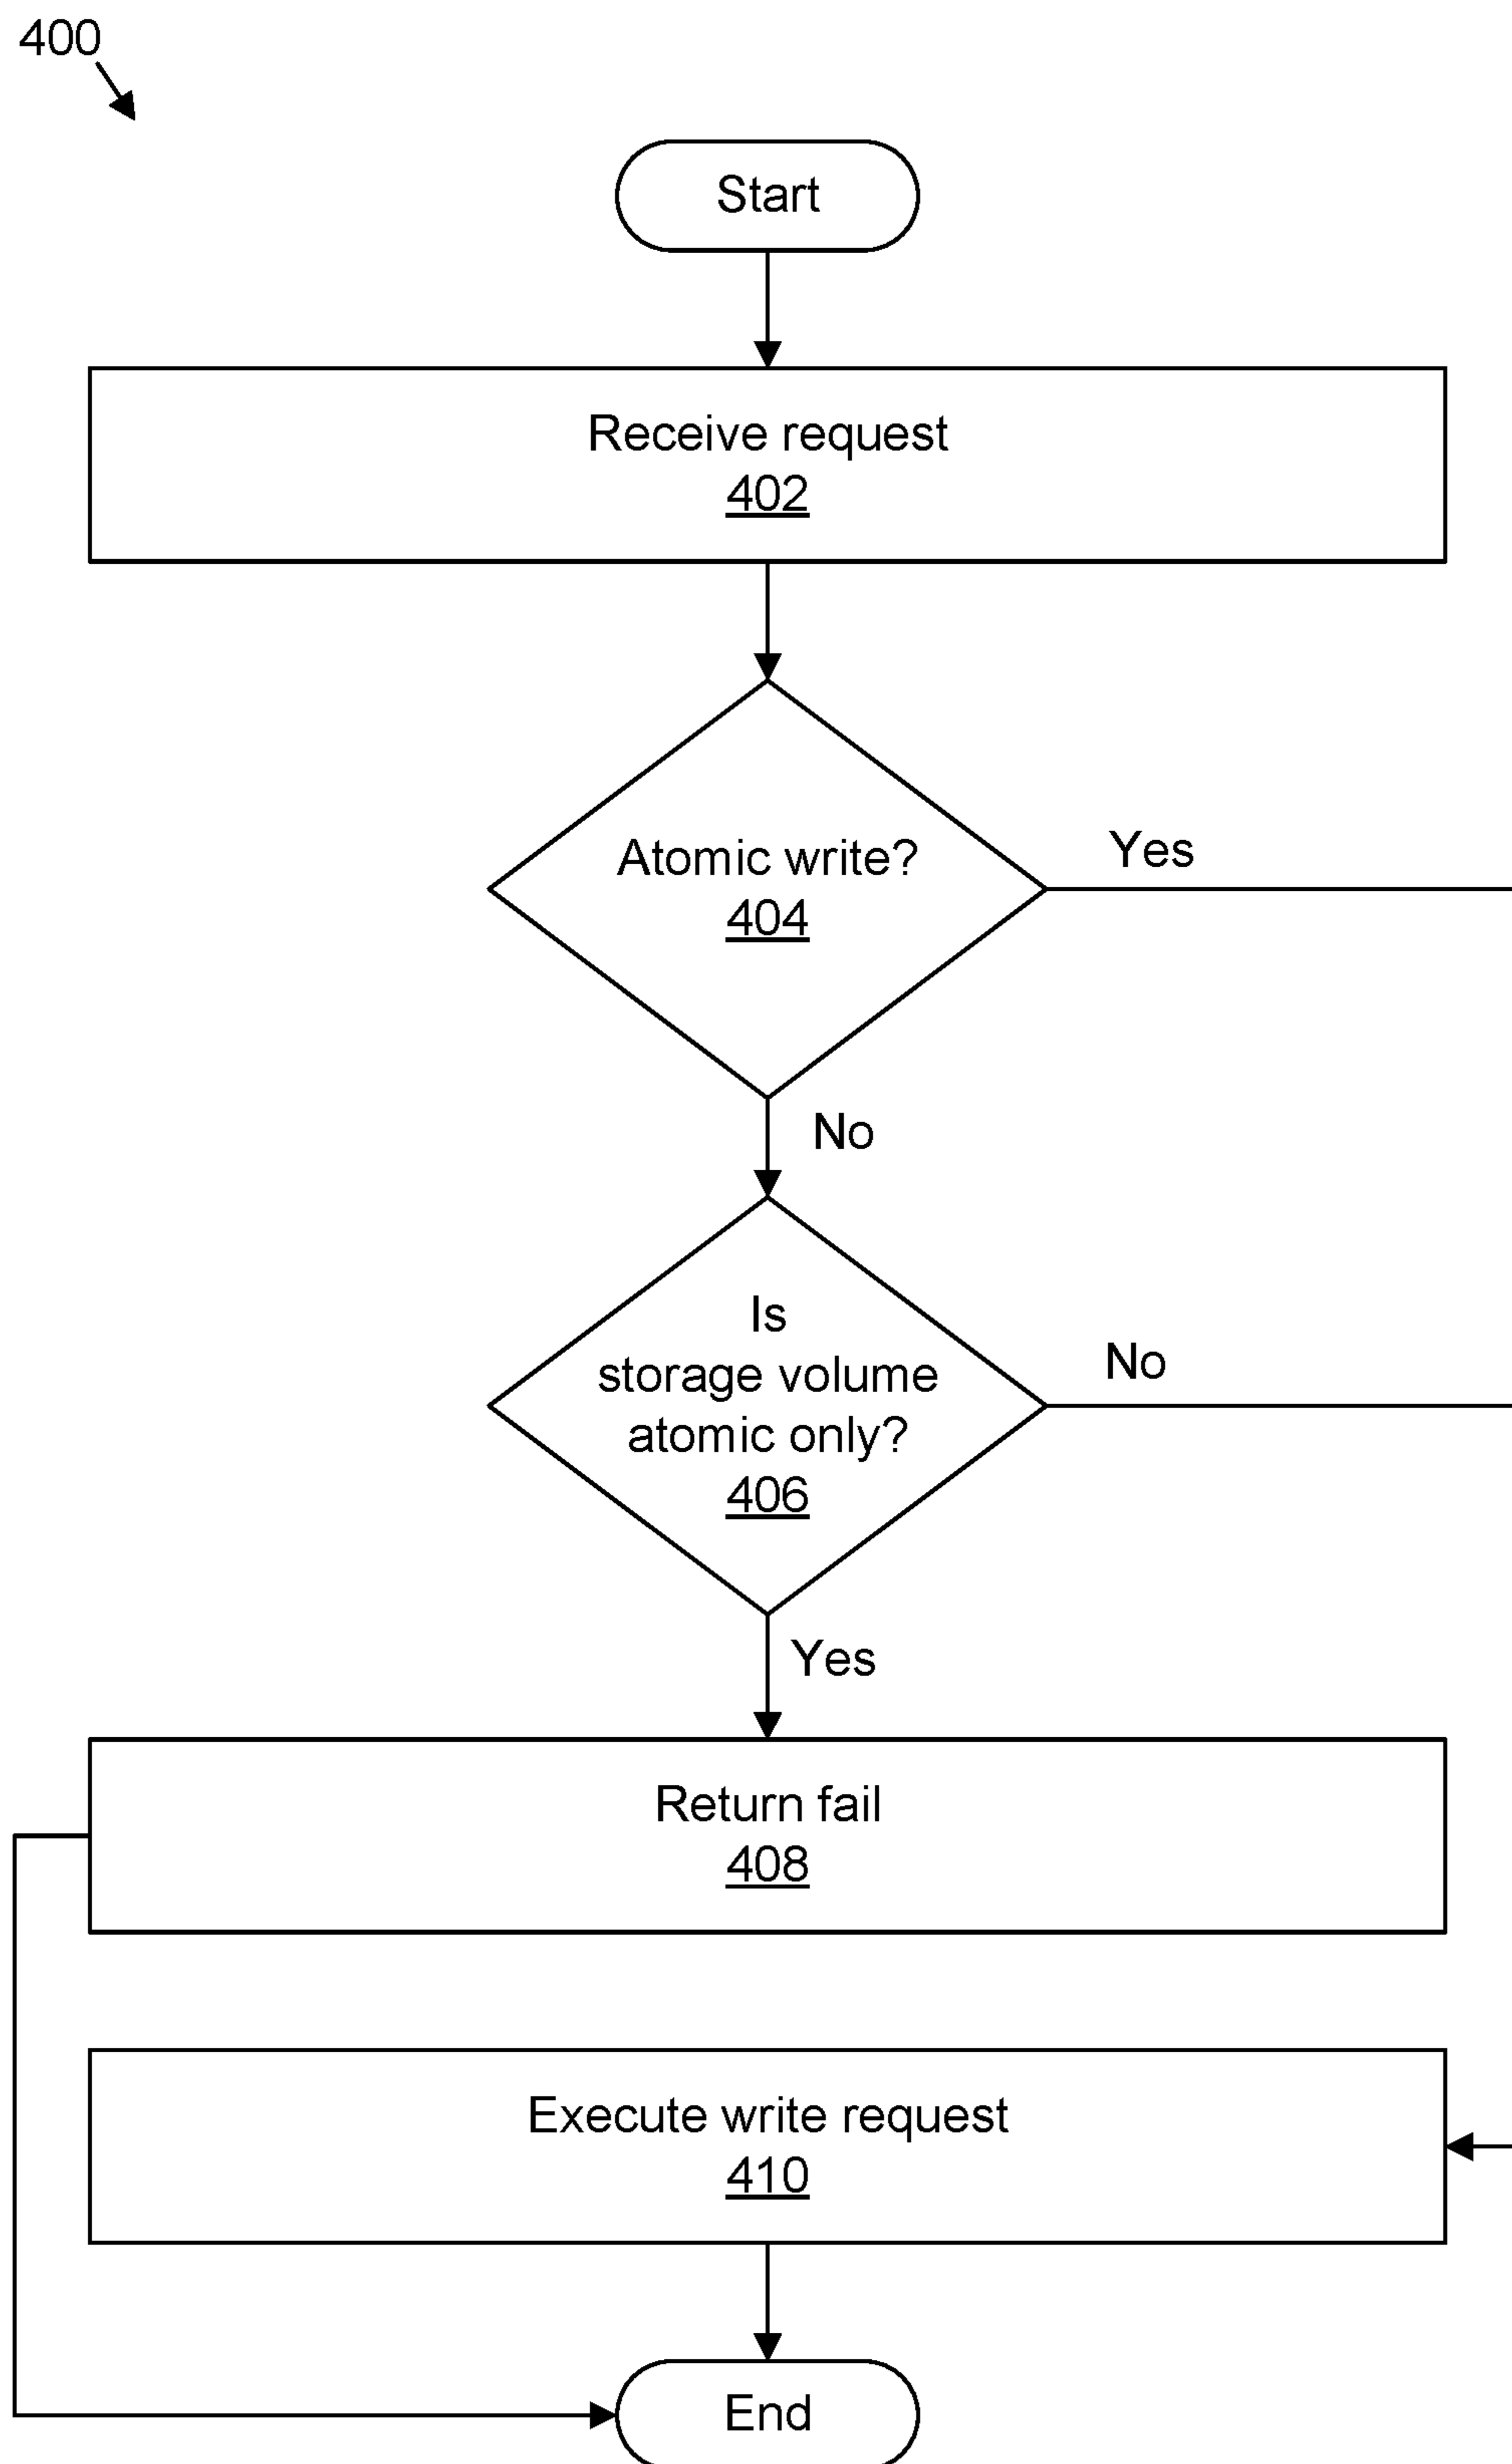 400
Start
Receive request
402
Atomic write?
404
Yes
No
Is
storage volume
atomic only?
406
No
Yes
Return fail
408
Execute write request
410
End